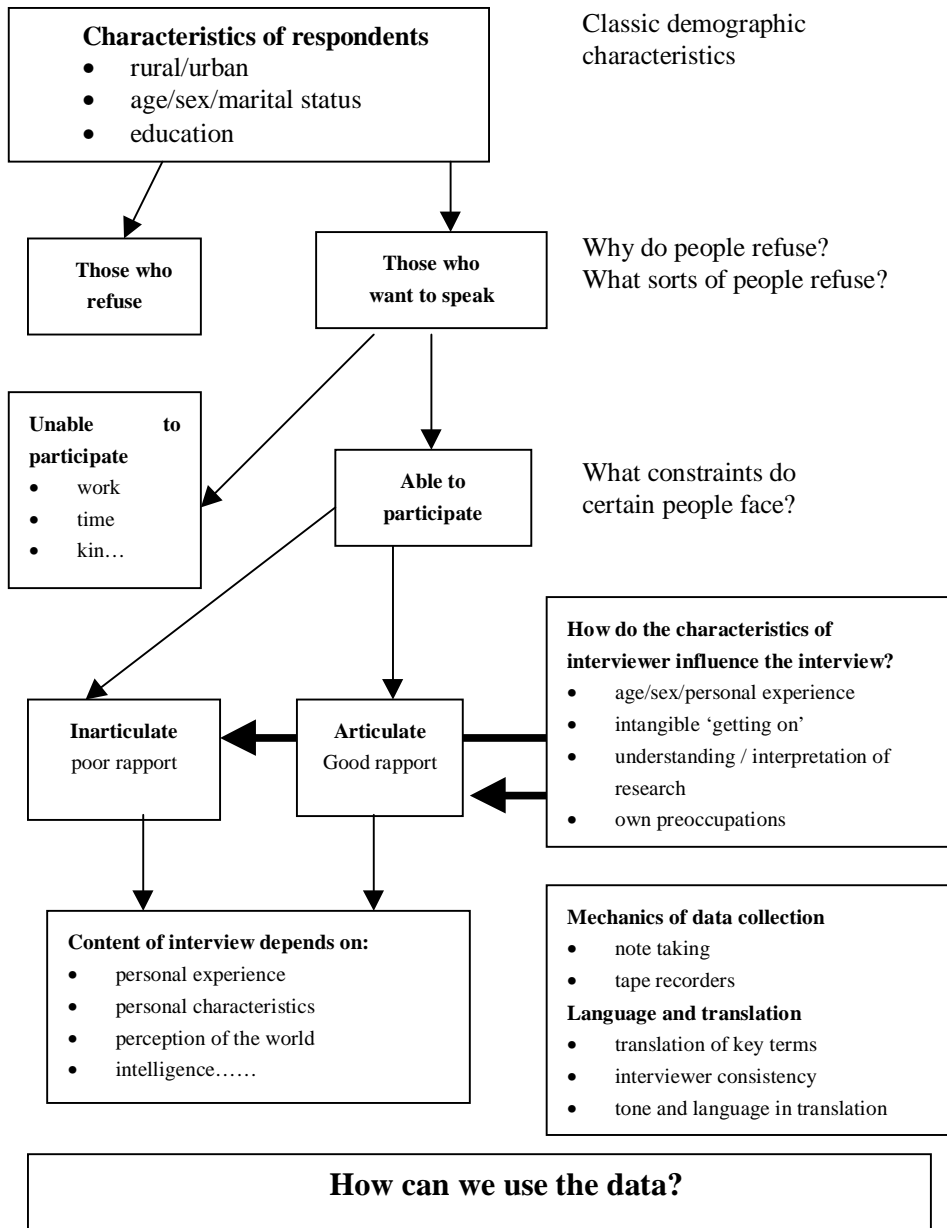 Characteristics of respondents
• rural/urban
• age/sex/marital status
• education
Classic demographic
characteristics
Those who
refuse
Those who
want to speak
Why do people refuse?
What sorts of people refuse?
Unable to
participate
• work
• time
• kin…
Able to
participate
What constraints do
certain people face?
How do the characteristics of
interviewer influence the interview?
• age/sex/personal experience
• intangible ‘getting on’
• understanding / interpretation of
research
• own preoccupations
Inarticulate
poor rapport
Articulate
Good rapport
Content of interview depends on:
• personal experience
• personal characteristics
• perception of the world
• intelligence……
Mechanics of data collection
• note taking
• tape recorders
Language and translation
• translation of key terms
• interviewer consistency
• tone and language in translation
How can we use the data?